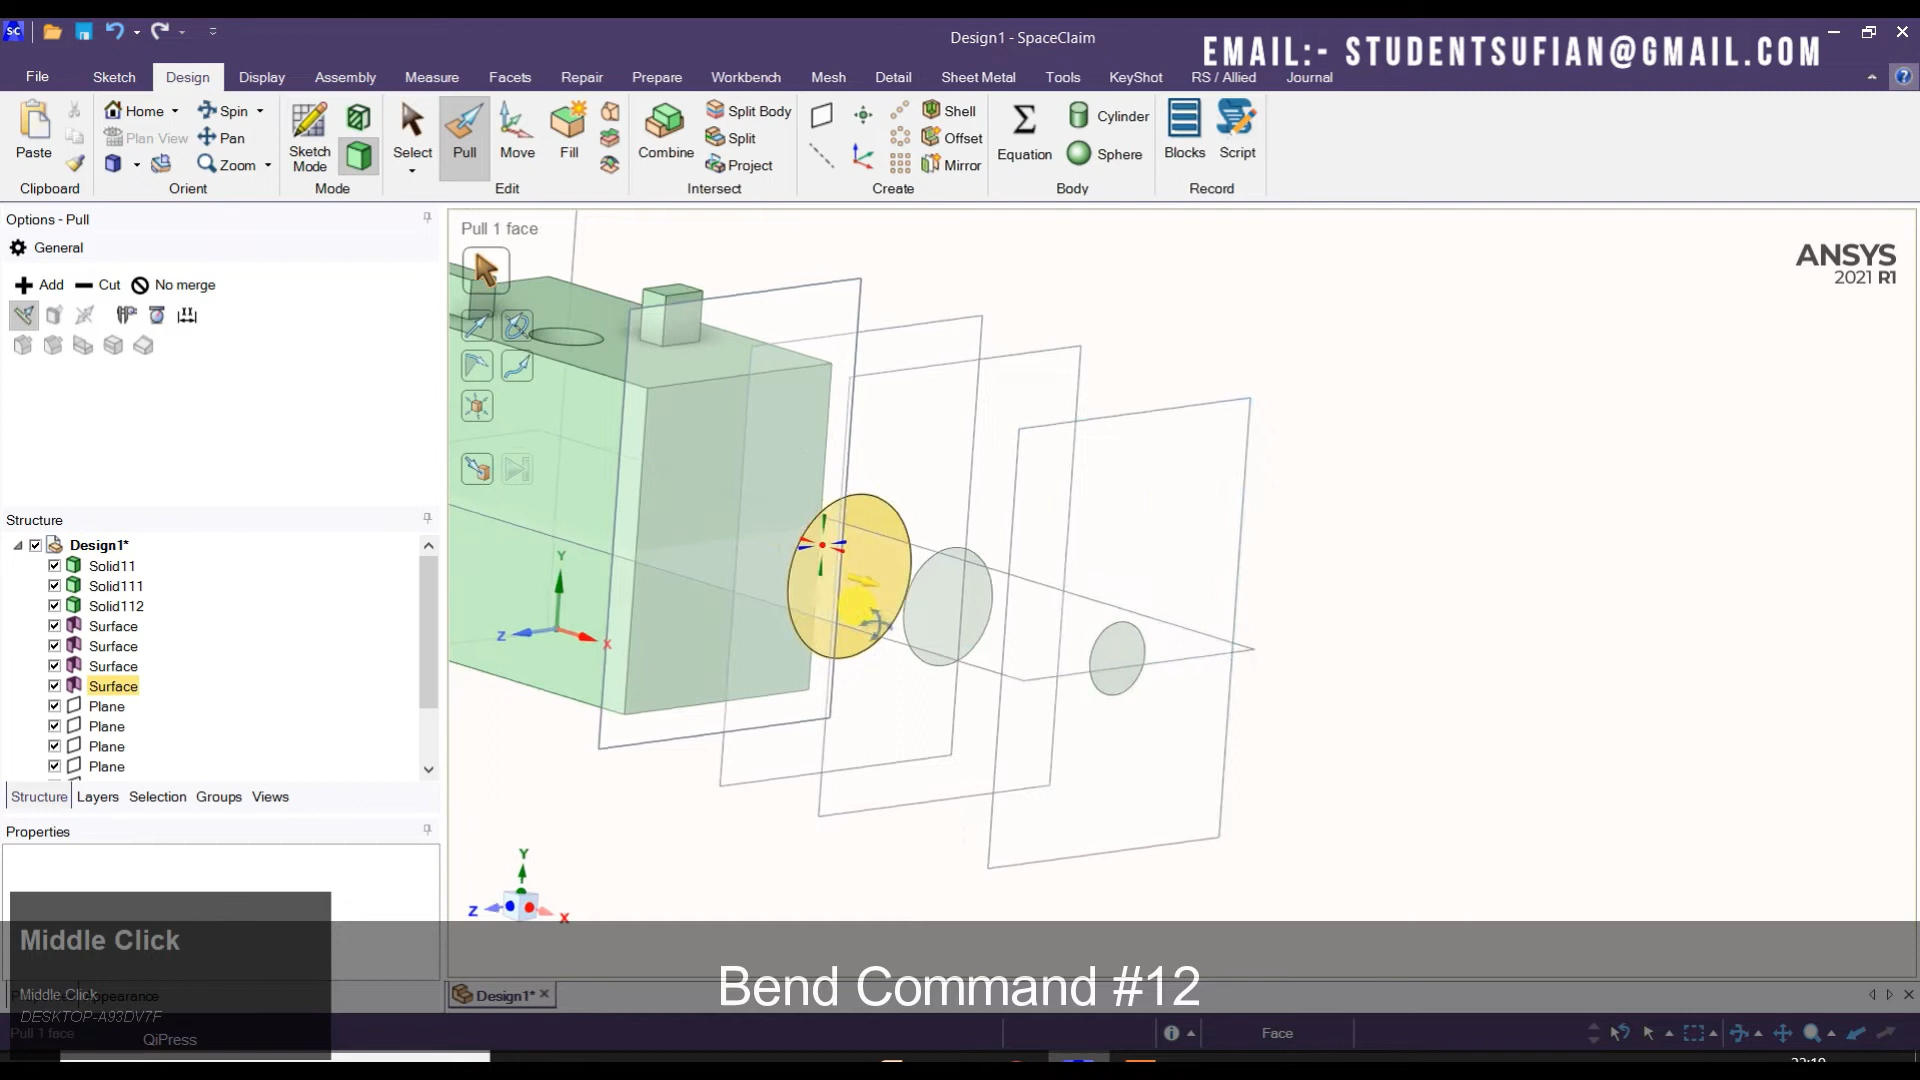 Design1 - SpaceClaim
EMAIL:- STUDENTSUFIAN@GMAIL.COM
File Sketch Design Display Assembly Measure Facets Repair Prepare Workbench Mesh Detail Sheet Metal Tools KeyShot RS / Allied Journal
Paste
Home Spin
Plan View Pan
Zoom
Sketch Mode
Select Pull Move Fill
Combine
Split Body
Split
Project
Shell
Offset
Mirror
Equation
Cylinder
Sphere
Blocks Script
Clipboard Orient Mode Edit Intersect Create Body Record
Options - Pull
General
Add Cut No merge
Pull 1 face
ANSYS
2021 R1
Structure
Design1*
Solid11
Solid111
Solid112
Surface
Surface
Surface
Surface
Plane
Plane
Plane
Plane
Structure Layers Selection Groups Views
Properties
Y
Z
X
Y
Z
X
Middle Click
Middle Click
DESKTOP-A93DV7F
QiPress
Appearance
Pull 1 face
Design1*
Bend Command #12
Face